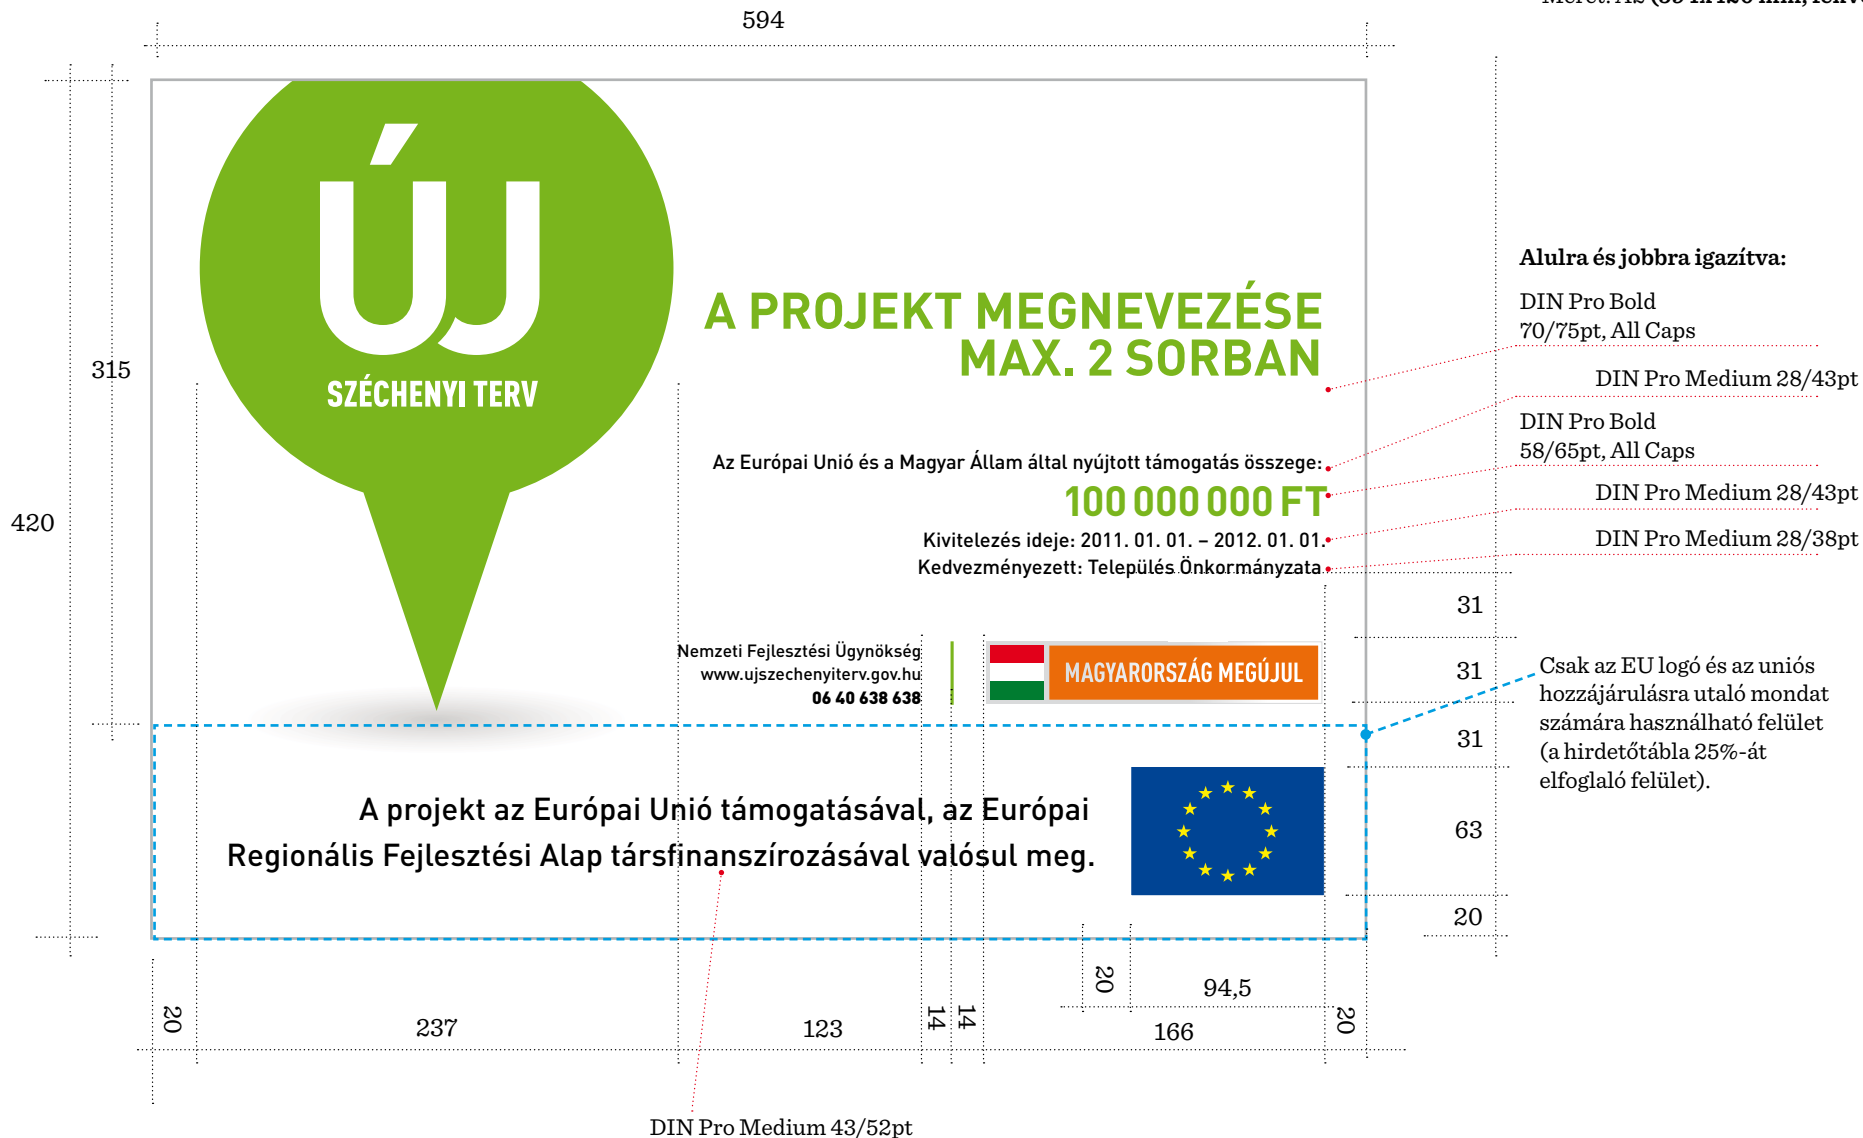 594
315
420
ÚJ
SZÉCHENYI TERV
A PROJEKT MEGNEVEZÉSE
MAX. 2 SORBAN
Az Európai Unió és a Magyar Állam által nyújtott támogatás összege:
100 000 000 FT
Kivitelezés ideje: 2011. 01. 01. – 2012. 01. 01.
Kedvezményezett: Település Önkormányzata
Nemzeti Fejlesztési Ügynökség
www.ujszechenyiterv.gov.hu
06 40 638 638
MAGYARORSZÁG MEGÚJUL
A projekt az Európai Unió támogatásával, az Európai
Regionális Fejlesztési Alap társfinanszírozásával valósul meg.
Alulra és jobbra igazítva:
DIN Pro Bold
70/75pt, All Caps
DIN Pro Medium 28/43pt
DIN Pro Bold
58/65pt, All Caps
DIN Pro Medium 28/43pt
DIN Pro Medium 28/38pt
31
31
31
63
20
Csak az EU logó és az uniós
hozzájárulásra utaló mondat
számára használható felület
(a hirdetőtábla 25%-át
elfoglaló felület).
20
94,5
20
237
123
14
14
166
20
DIN Pro Medium 43/52pt